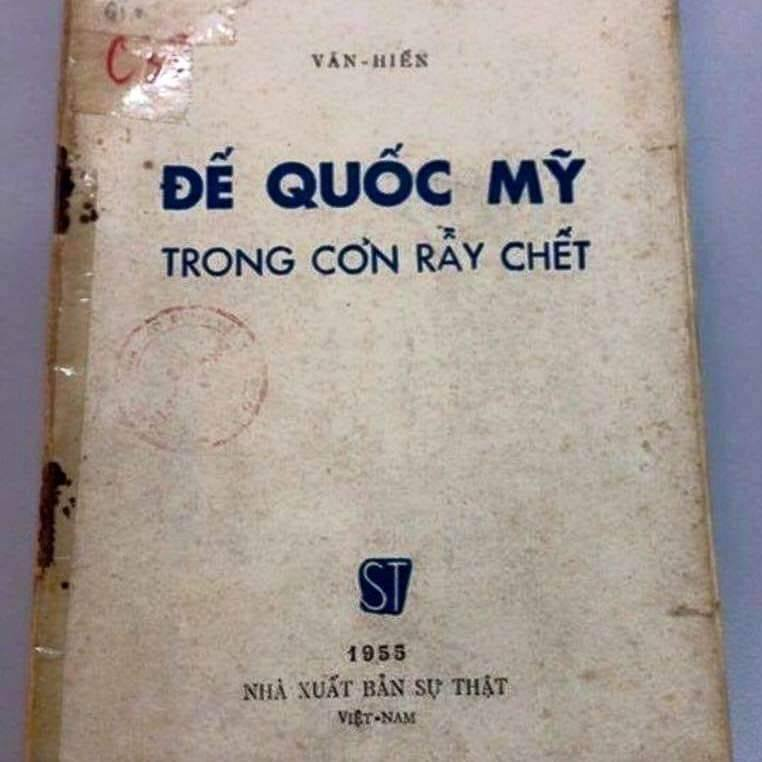 VĂN-HIẾN
ĐẾ QUỐC MỸ
TRONG CƠN RẪY CHẾT
ST
1955
NHÀ XUẤT BẢN SỰ THẬT
VIỆT-NAM